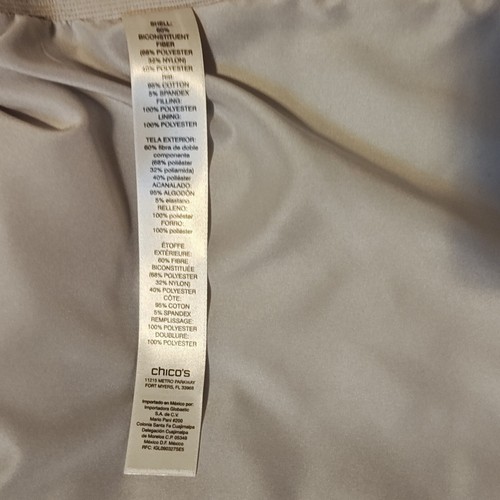 SHELL:
60%
BICONSTITUENT
FIBER
(68% POLYESTER
32% NYLON)
40% POLYESTER
RIB:
95% COTTON
5% SPANDEX
FILLING:
100% POLYESTER
LINING:
100% POLYESTER
TELA EXTERIOR:
60% fibra de doble
componente
(68% poliéster
32% poliamida)
40% poliéster
ACANALADO:
95% ALGODÓN
5% elastano
RELLENO:
100% poliéster
FORRO:
100% poliéster
ÉTOFFE
EXTÉRIEURE:
60% FIBRE
BICONSTITUÉE
(68% POLYESTER
32% NYLON)
40% POLYESTER
CÔTE:
95% COTON
5% SPANDEX
REMPLISSAGE:
100% POLYESTER
DOUBLURE:
100% POLYESTER
chico's
11215 METRO PARKWAY
FORT MYERS, FL 33966
Importado en México por:
Importadora Globastic
S.A. de C.V.
Mario Pani #200
Colonia Santa Fe Cuajimalpa
Delegación Cuajimalpa
de Morelos C.P. 05348
México D.F. México
RFC.